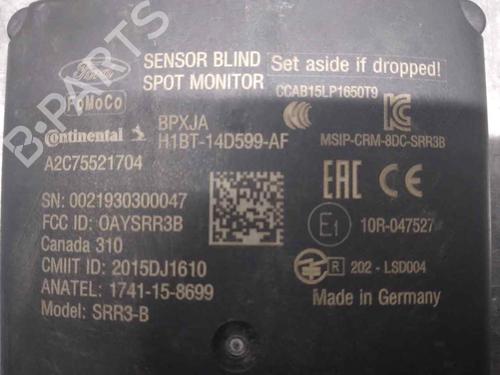 Ford
SENSOR BLIND
SPOT MONITOR
Set aside if dropped!
FoMoCo
CCAB15LP1650T9
Continental
BPXJA
H1BT-14D599-AF
MSIP-CRM-8DC-SRR3B
A2C75521704
SN: 0021930300047
FCC ID: OAYSRR3B
Canada 310
CMIIT ID: 2015DJ1610
ANATEL: 1741-15-8699
Model: SRR3-B
EAC CE
E1 10R-047527
R 202 - LSD004
Made in Germany
B-PARTS